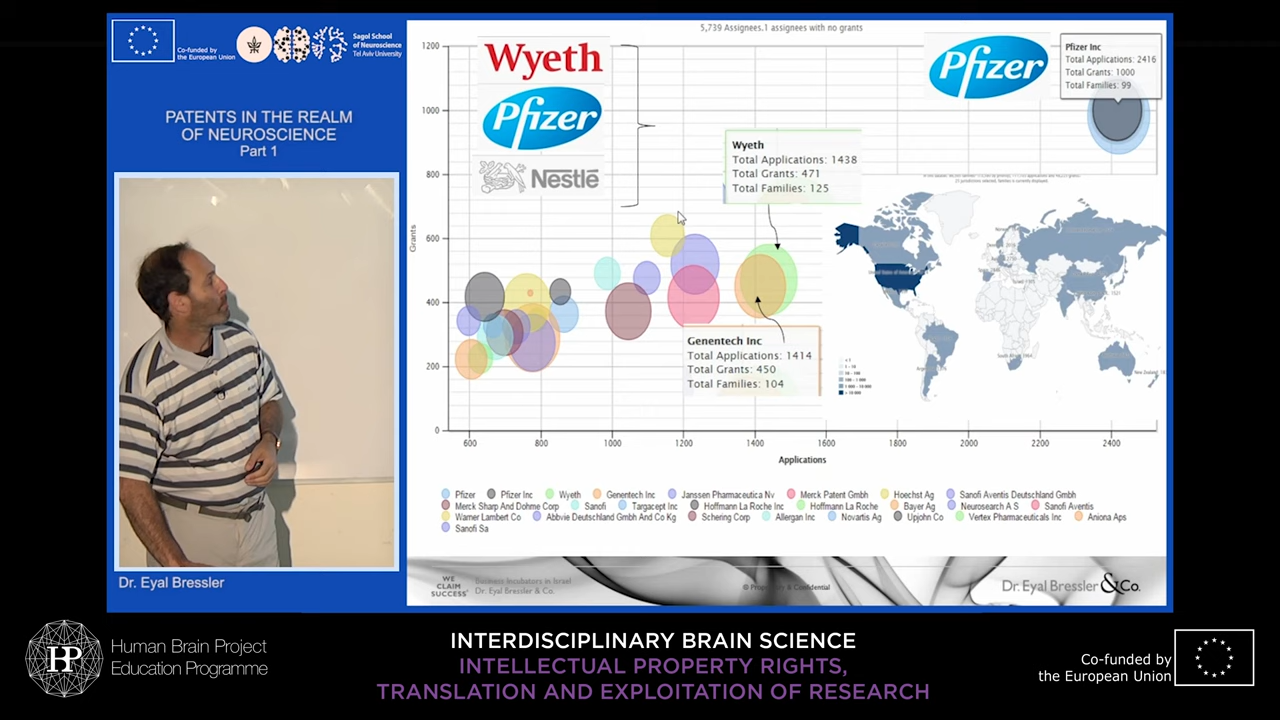 Co-funded by
the European Union
Sagol School
of Neuroscience
Tel Aviv University
PATENTS IN THE REALM
OF NEUROSCIENCE
Part 1
Dr. Eyal Bressler
5,739 Assignees.1 assignees with no grants
Wyeth
Pfizer
Nestlé
Pfizer
Pfizer Inc
Total Applications: 2416
Total Grants: 1000
Total Families: 99
Wyeth
Total Applications: 1438
Total Grants: 471
Total Families: 125
Genentech Inc
Total Applications: 1414
Total Grants: 450
Total Families: 104
Grants
1200
1000
800
600
400
200
0
600 800 1000 1200 1400 1600 1800 2000 2200 2400
Applications
Pfizer Pfizer Inc Wyeth Genentech Inc Janssen Pharmaceutica Nv Merck Patent Gmbh Hoechst Ag Sanofi Aventis Deutschland Gmbh
Merck Sharp And Dohme Corp Sanofi Targacept Inc Hoffmann La Roche Inc Hoffmann La Roche Bayer Ag Neurosearch A S Sanofi Aventis
Warner Lambert Co Abbvie Deutschland Gmbh And Co Kg Schering Corp Allergan Inc Novartis Ag Upjohn Co Vertex Pharmaceuticals Inc Aniona Aps
Sanofi Sa
WE
CLAIM
SUCCESS
Business Incubators in Israel
Dr. Eyal Bressler & Co.
Confidential
Dr. Eyal Bressler & Co.
Human Brain Project
Education Programme
INTERDISCIPLINARY BRAIN SCIENCE
INTELLECTUAL PROPERTY RIGHTS,
TRANSLATION AND EXPLOITATION OF RESEARCH
Co-funded by
the European Union